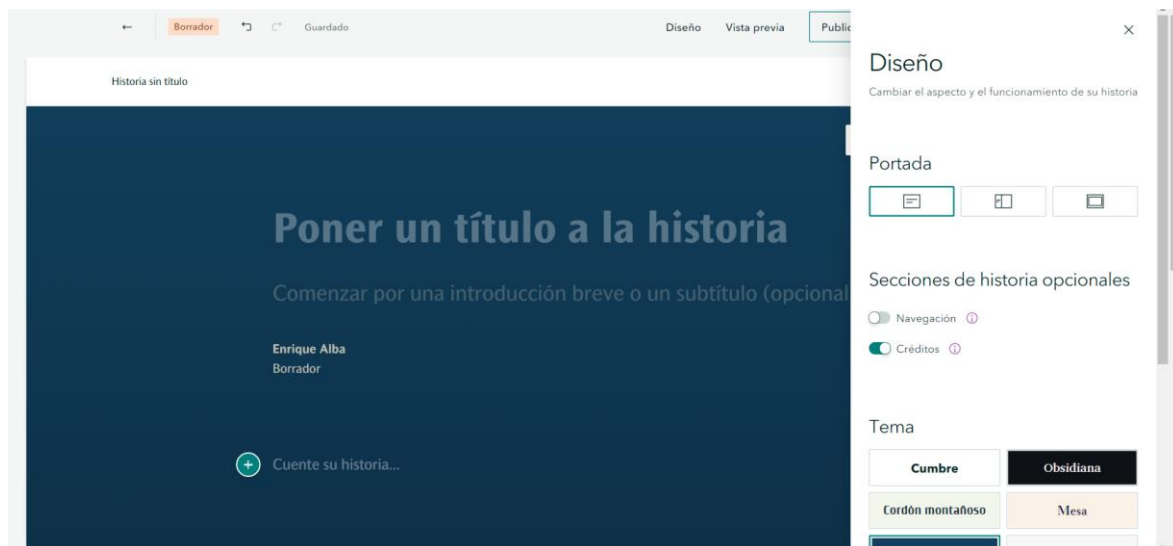 Borrador Guardado Diseño Vista previa
Historia sin título
Poner un título a la historia
Comenzar por una introducción breve o un subtítulo (opcional
Enrique Alba
Borrador
Cuente su historia...
Diseño
Cambiar el aspecto y el funcionamiento de su historia
Portada
Secciones de historia opcionales
Navegación
Créditos
Tema
Cumbre Obsidiana
Cordón montañoso Mesa